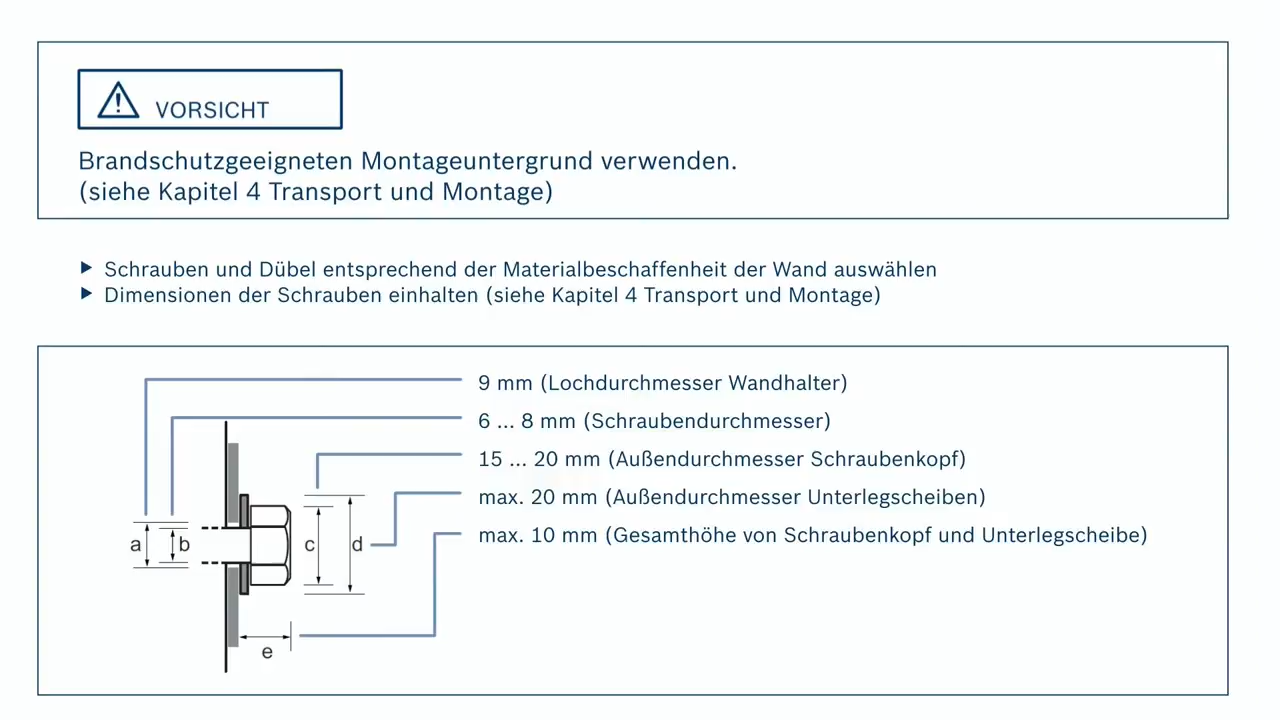 VORSICHT
Brandschutzgeeigneten Montageuntergrund verwenden.
(siehe Kapitel 4 Transport und Montage)
Schrauben und Dübel entsprechend der Materialbeschaffenheit der Wand auswählen
Dimensionen der Schrauben einhalten (siehe Kapitel 4 Transport und Montage)
9 mm (Lochdurchmesser Wandhalter)
6 ... 8 mm (Schraubendurchmesser)
15 ... 20 mm (Außendurchmesser Schraubenkopf)
max. 20 mm (Außendurchmesser Unterlegscheiben)
max. 10 mm (Gesamthöhe von Schraubenkopf und Unterlegscheibe)
a b c d
e